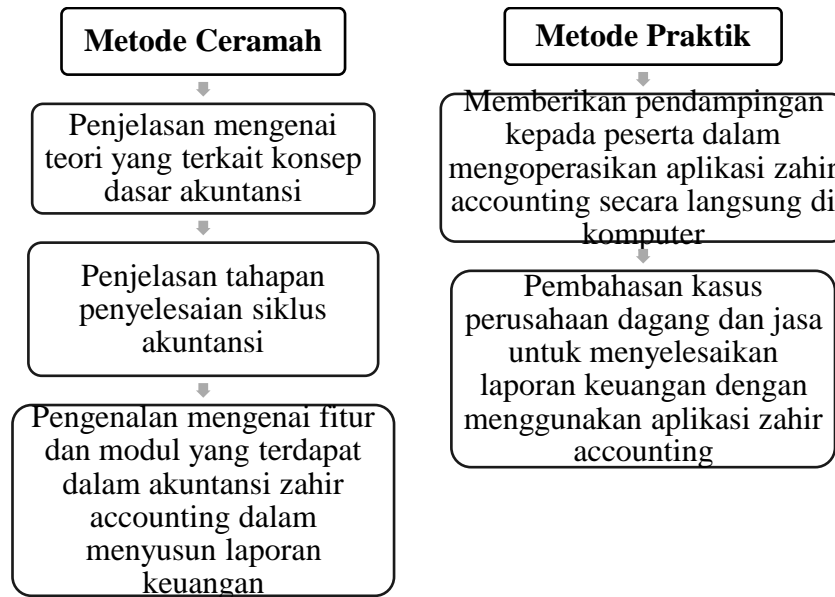 Metode Ceramah
Penjelasan mengenai
teori yang terkait konsep
dasar akuntansi
Penjelasan tahapan
penyelesaian siklus
akuntansi
Pengenalan mengenai fitur
dan modul yang terdapat
dalam akuntansi zahir
accounting dalam
menyusun laporan
keuangan
Metode Praktik
Memberikan pendampingan
kepada peserta dalam
mengoperasikan aplikasi zahir
accounting secara langsung di
komputer
Pembahasan kasus
perusahaan dagang dan jasa
untuk menyelesaikan
laporan keuangan dengan
menggunakan aplikasi zahir
accounting